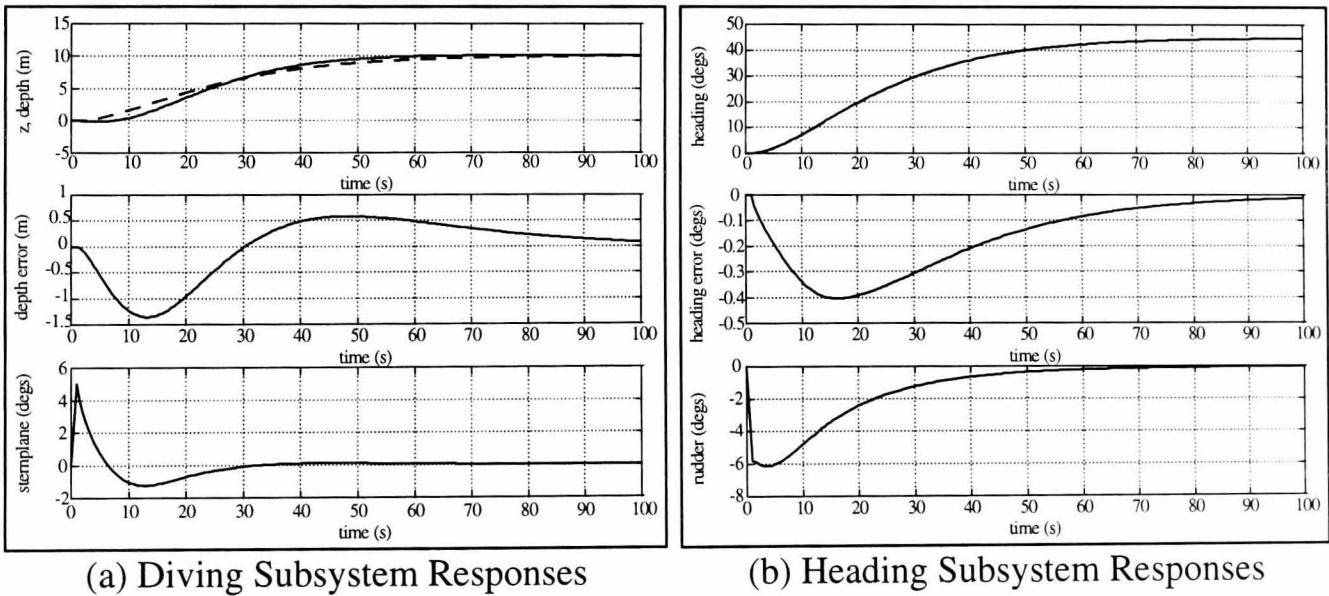 z, depth (m)
15
10
5
0
-5
0 10 20 30 40 50 60 70 80 90 100
time (s)
depth error (m)
1
0.5
0
-0.5
-1
-1.5
0 10 20 30 40 50 60 70 80 90 100
time (s)
sternplane (degs)
6
4
2
0
-2
0 10 20 30 40 50 60 70 80 90 100
time (s)
(a) Diving Subsystem Responses
heading (degs)
50
40
30
20
10
0
0 10 20 30 40 50 60 70 80 90 100
time (s)
heading error (degs)
0
-0.1
-0.2
-0.3
-0.4
-0.5
0 10 20 30 40 50 60 70 80 90 100
time (s)
rudder (degs)
0
-2
-4
-6
-8
0 10 20 30 40 50 60 70 80 90 100
time (s)
(b) Heading Subsystem Responses